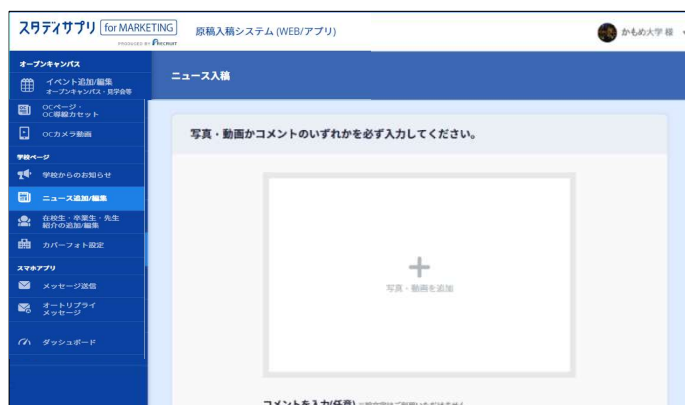 スタディサプリ for MARKETING
PRODUCED BY RECRUIT
原稿入稿システム (WEB/アプリ)
かもめ大学 様
オープンキャンパス
イベント追加/編集
オープンキャンパス・見学会等
OCページ・
OC導線カセット
OCカメラ動画
学校ページ
学校からのお知らせ
ニュース追加/編集
在校生・卒業生・先生
紹介の追加/編集
カバーフォト設定
スマホアプリ
メッセージ送信
オートリプライ
メッセージ
ダッシュボード
ニュース入稿
写真・動画かコメントのいずれかを必ず入力してください。
写真・動画を追加
コメントを入力(任意)